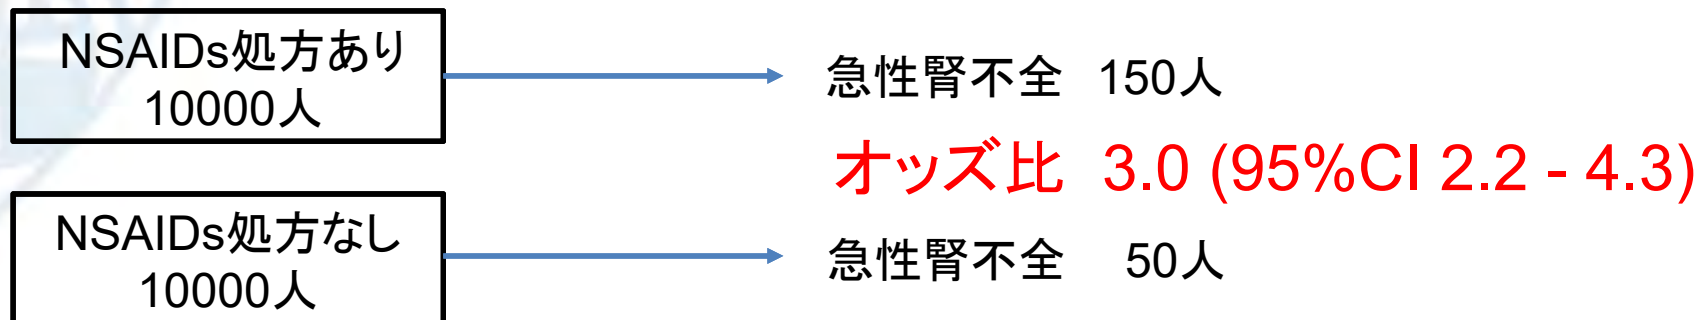 NSAIDs処方あり
10000人
急性腎不全 150人
オッズ比 3.0 (95%CI 2.2 - 4.3)
NSAIDs処方なし
10000人
急性腎不全 50人